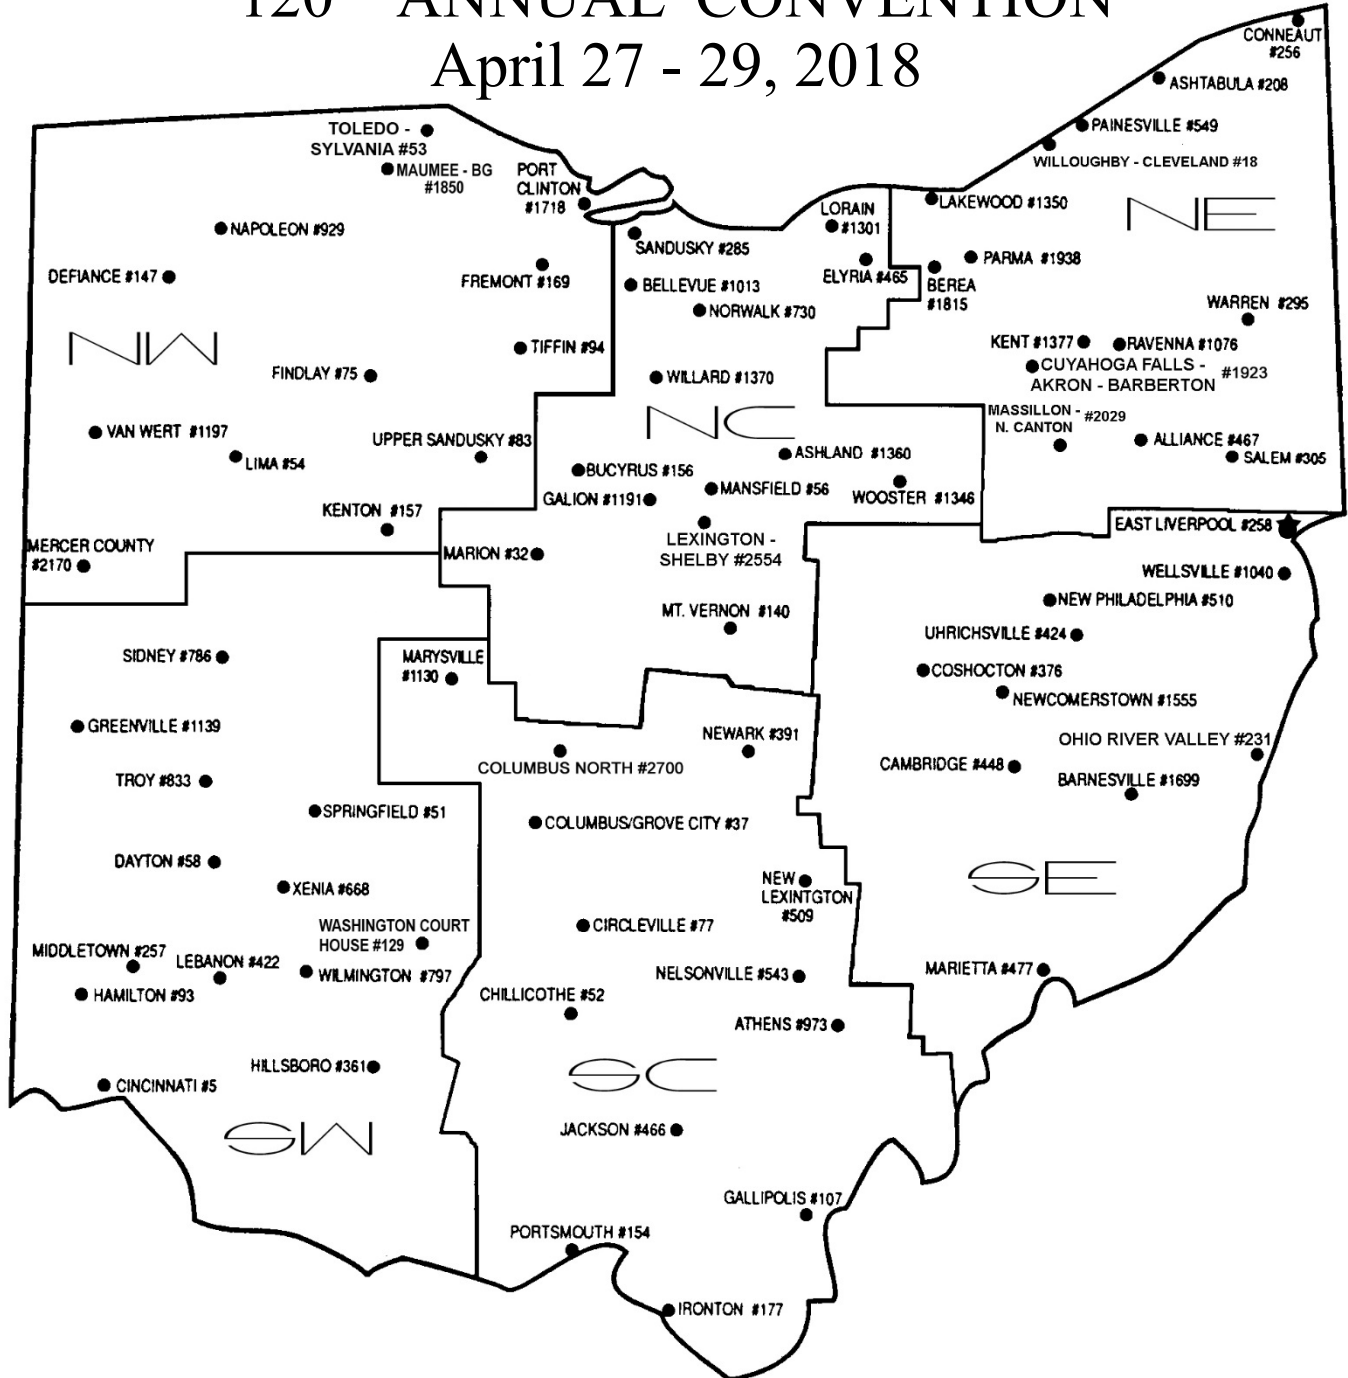 120 ANNUAL CONVENTION
April 27 - 29, 2018
CONNEAUT
#256
ASHTABULA #208
PAINESVILLE #549
WILLOUGHBY - CLEVELAND #18
TOLEDO -
SYLVANIA #53
MAUMEE - BG
#1850
PORT
CLINTON
#1718
LORAIN
#1301
LAKEWOOD #1350
NE
NAPOLEON #929
SANDUSKY #285
DEFIANCE #147
FREMONT #169
ELYRIA #465
PARMA #1938
BEREA
#1815
BELLEVUE #1013
NORWALK #730
WARREN #295
NW
TIFFIN #94
KENT #1377
RAVENNA #1076
FINDLAY #75
WILLARD #1370
CUYAHOGA FALLS -
AKRON - BARBERTON
#1923
NC
MASSILLON -
N. CANTON
#2029
VAN WERT #1197
UPPER SANDUSKY #83
ALLIANCE #467
LIMA #54
ASHLAND #1360
SALEM #305
BUCYRUS #156
MANSFIELD #56
GALION #1191
WOOSTER #1346
KENTON #157
LEXINGTON -
SHELBY #2554
EAST LIVERPOOL #258
MERCER COUNTY
#2170
MARION #32
WELLSVILLE #1040
NEW PHILADELPHIA #510
MT. VERNON #140
UHRICHSVILLE #424
SIDNEY #786
MARYSVILLE
#1130
COSHOCTON #376
NEWCOMERSTOWN #1555
GREENVILLE #1139
NEWARK #391
OHIO RIVER VALLEY #231
COLUMBUS NORTH #2700
CAMBRIDGE #448
BARNESVILLE #1699
TROY #833
SPRINGFIELD #51
COLUMBUS/GROVE CITY #37
DAYTON #58
XENIA #668
NEW
LEXINTGTON
#509
SE
WASHINGTON COURT
HOUSE #129
CIRCLEVILLE #77
MIDDLETOWN #257
LEBANON #422
WILMINGTON #797
NELSONVILLE #543
MARIETTA #477
HAMILTON #93
CHILLICOTHE #52
ATHENS #973
HILLSBORO #361
SC
CINCINNATI #5
SW
JACKSON #466
GALLIPOLIS #107
PORTSMOUTH #154
IRONTON #177